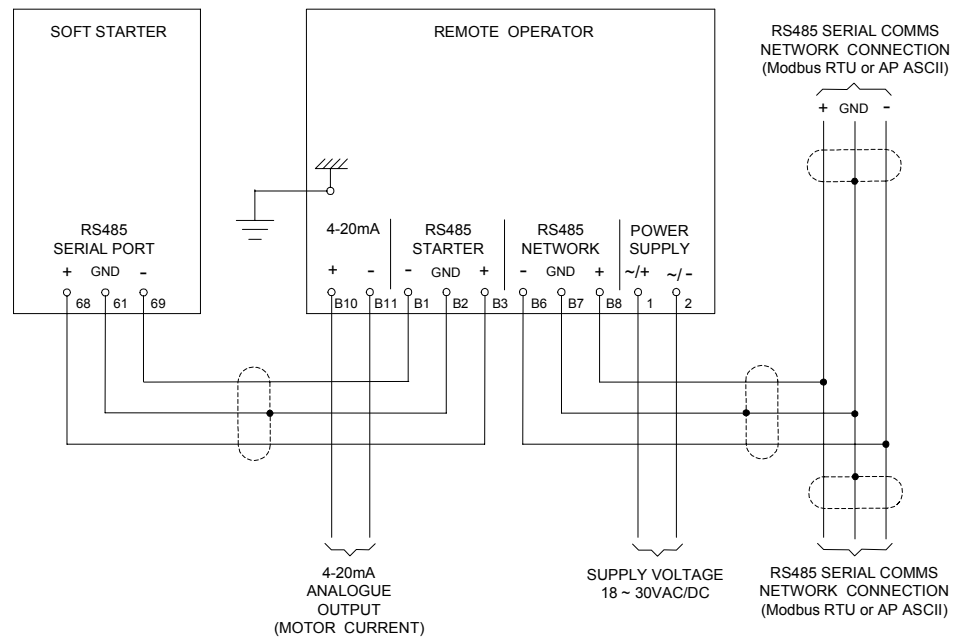 SOFT STARTER
REMOTE OPERATOR
RS485 SERIAL COMMS
NETWORK CONNECTION
(Modbus RTU or AP ASCII)
+ GND -
RS485
SERIAL PORT
+ GND -
68 61 69
4-20mA
+ -
B10 B11
RS485
STARTER
- GND +
B1 B2 B3
RS485
NETWORK
- GND +
B6 B7 B8
POWER
SUPPLY
~/+ ~/-
1 2
4-20mA
ANALOGUE
OUTPUT
(MOTOR CURRENT)
SUPPLY VOLTAGE
18 ~ 30VAC/DC
RS485 SERIAL COMMS
NETWORK CONNECTION
(Modbus RTU or AP ASCII)